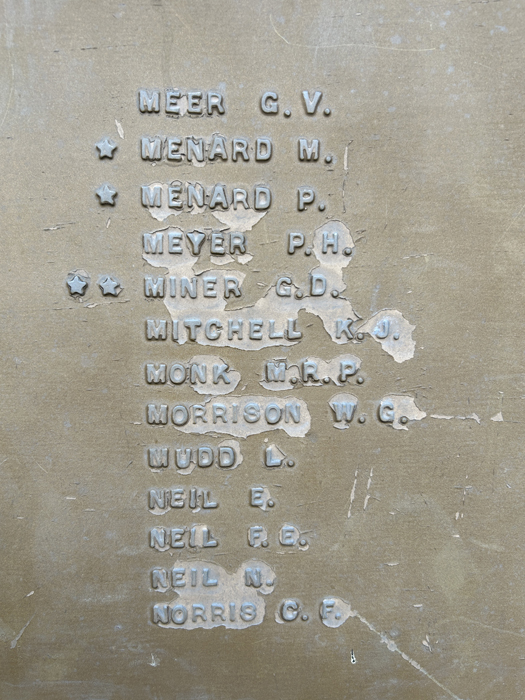 MEER G. V.
★ MENARD M.
★ MENARD P.
MEYER P. H.
★★ MINER G. D.
MITCHELL K. J.
MONK M. R. P.
MORRISON W. G.
MUDD L.
NEIL E.
NEIL F. E.
NEIL N.
NORRIS C. F.